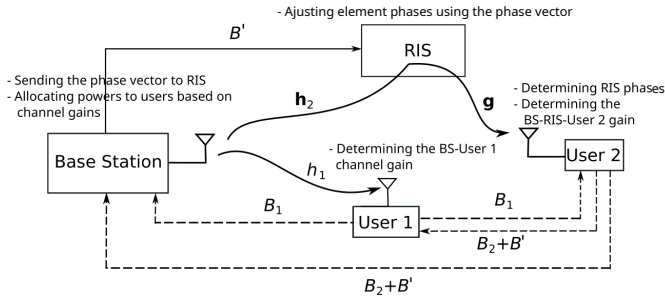 - Ajusting element phases using the phase vector
B'
RIS
- Sending the phase vector to RIS
- Allocating powers to users based on
channel gains
h₂
g
- Determining RIS phases
- Determining the
BS-RIS-User 2 gain
- Determining the BS-User 1
channel gain
Base Station
h₁
User 2
B₁
User 1
B₁
B₂+B'
B₂+B'